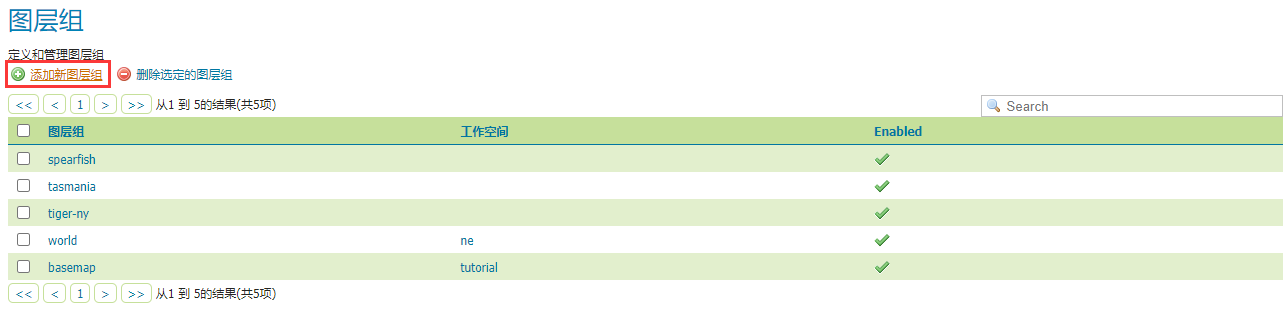 图层组
定义和管理图层组
添加新图层组 删除选定的图层组
<< < 1 > >> 从1 到 5的结果(共5项) Search
图层组 工作空间 Enabled
spearfish
tasmania
tiger-ny
world ne
basemap tutorial
<< < 1 > >> 从1 到 5的结果(共5项)